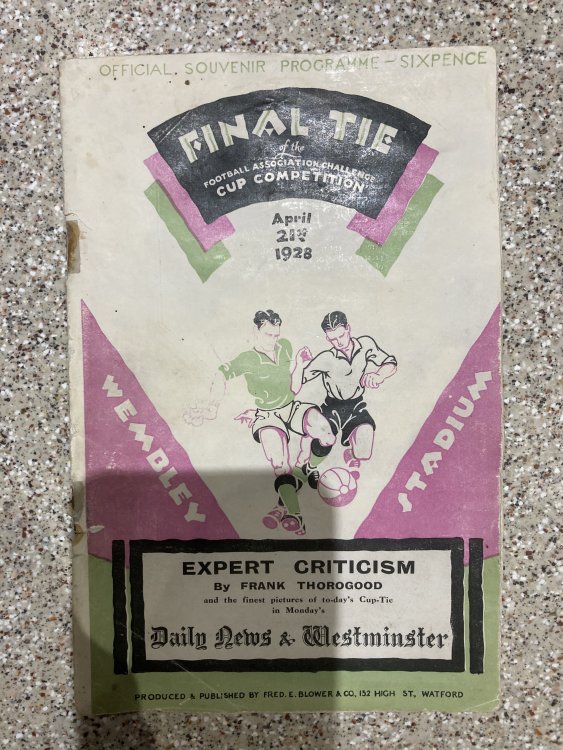 OFFICIAL SOUVENIR PROGRAMME – SIXPENCE
FINAL TIE
of the
FOOTBALL ASSOCIATION CHALLENGE
CUP COMPETITION
April
21st
1928
WEMBLEY
STADIUM
EXPERT CRITICISM
By FRANK THOROGOOD
and the finest pictures of to-day's Cup-Tie
in Monday's
Daily News & Westminster
PRODUCED & PUBLISHED BY FRED. E. BLOWER & CO., 152 HIGH ST., WATFORD